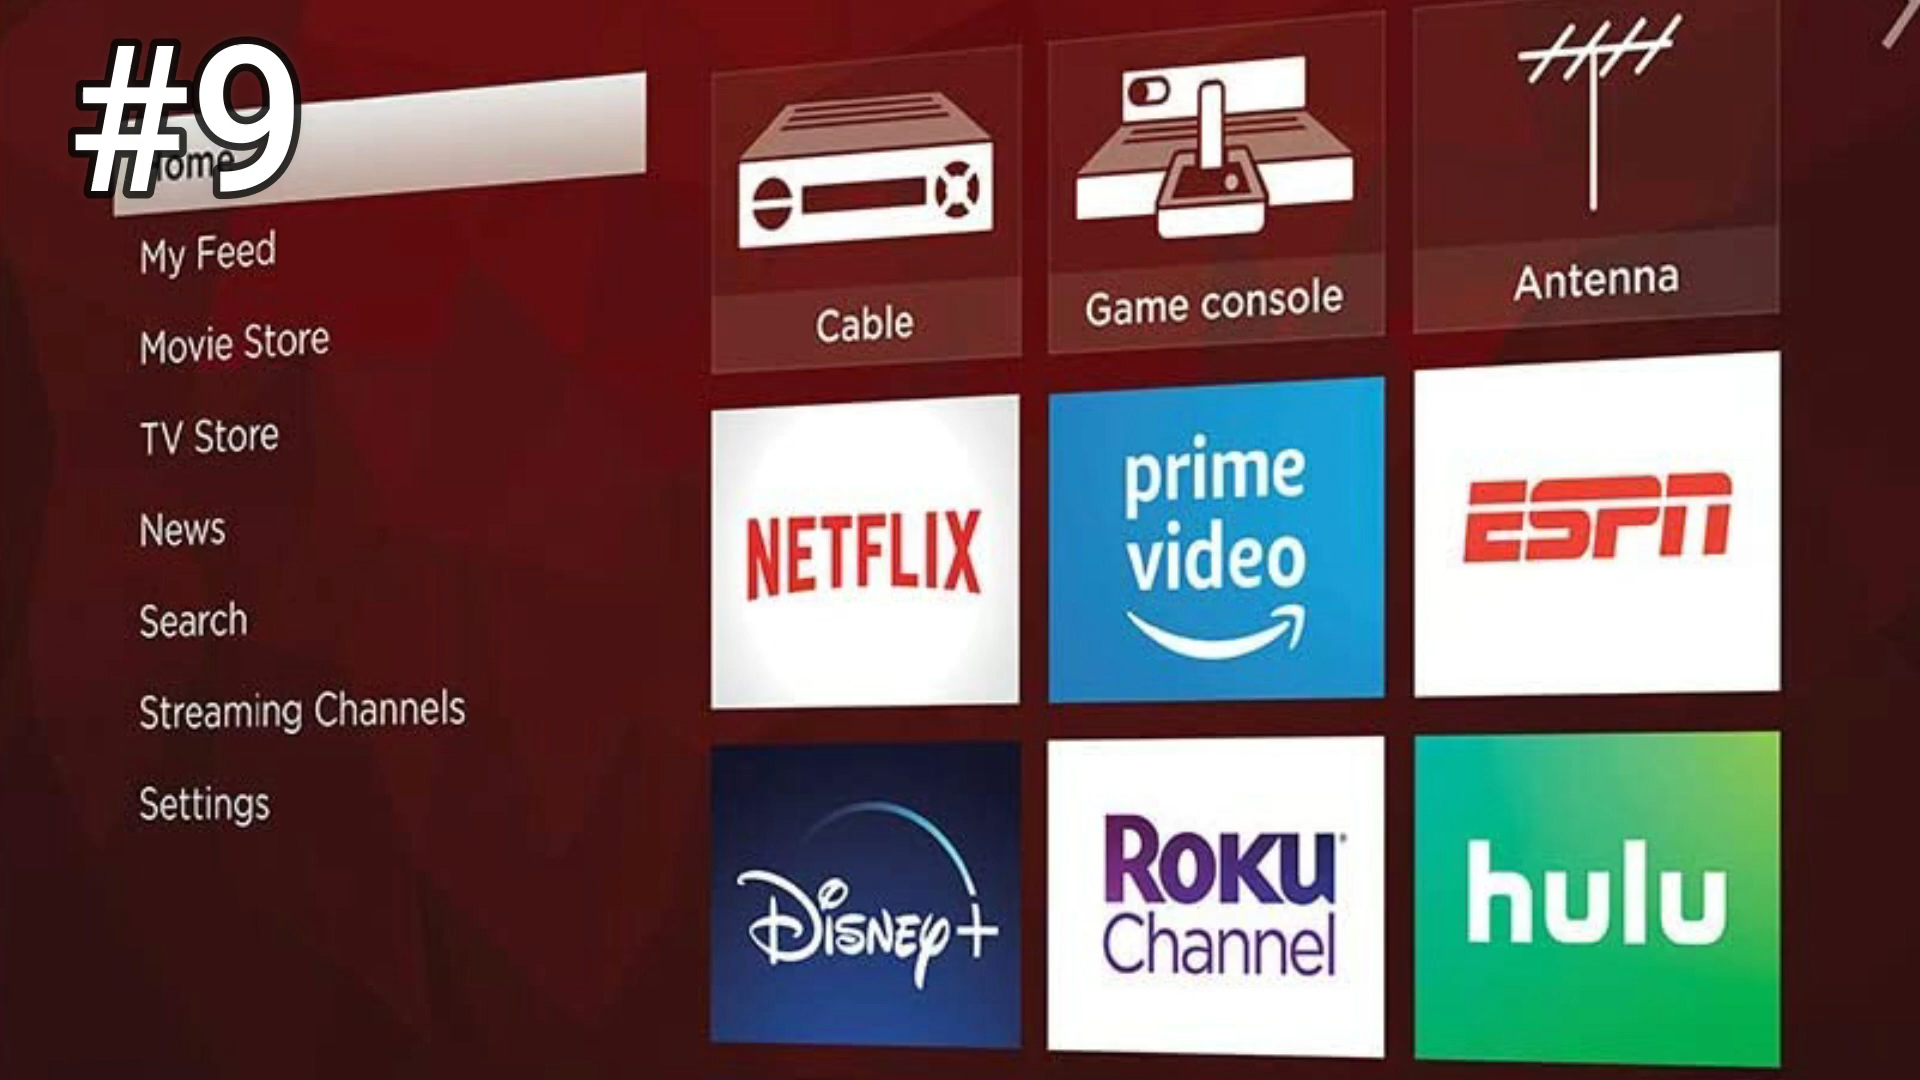 #9
Home
My Feed
Movie Store
TV Store
News
Search
Streaming Channels
Settings
Cable
Game console
Antenna
NETFLIX
prime
video
ESPN
Disney+
Roku
Channel
hulu